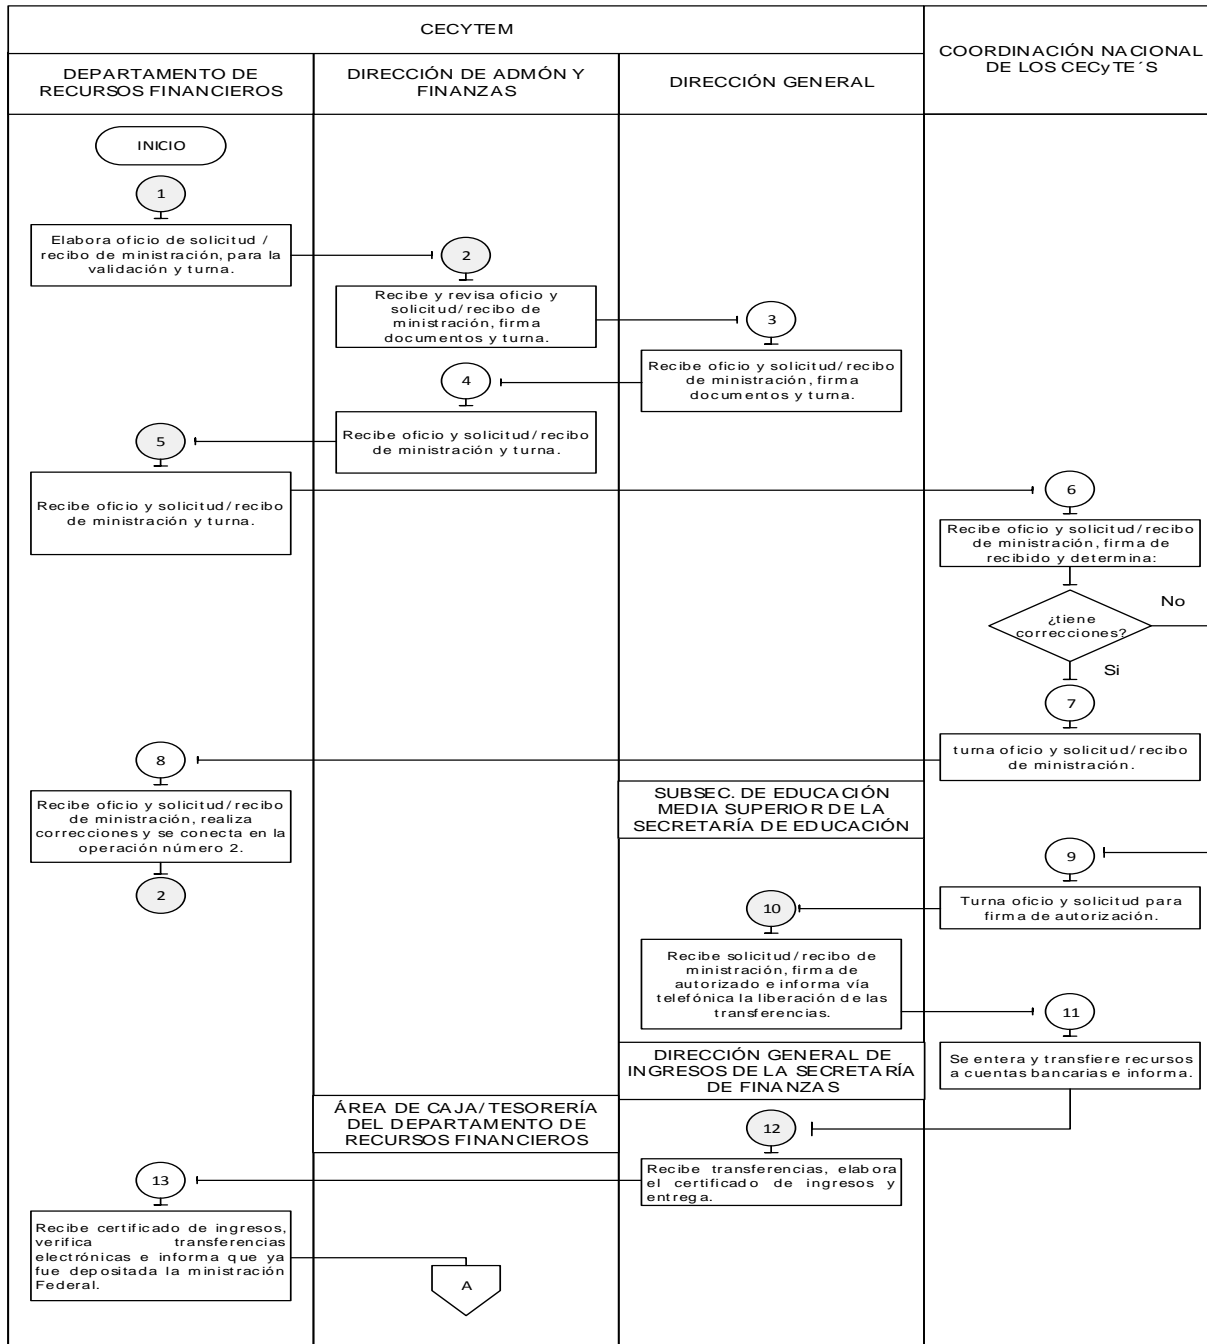 CECYTEM
COORDINACIÓN NACIONAL
DE LOS CECyTE´S
DEPARTAMENTO DE
RECURSOS FINANCIEROS
DIRECCIÓN DE ADMÓN Y
FINANZAS
DIRECCIÓN GENERAL
INICIO
1
Elabora oficio de solicitud /
recibo de ministración, para la
validación y turna.
2
Recibe y revisa oficio y
solicitud/recibo de
ministración, firma
documentos y turna.
3
Recibe oficio y solicitud/recibo
de ministración, firma
documentos y turna.
4
Recibe oficio y solicitud/recibo
de ministración y turna.
5
Recibe oficio y solicitud/recibo
de ministración y turna.
6
Recibe oficio y solicitud/recibo
de ministración, firma de
recibido y determina:
¿tiene
correcciones?
No
Si
7
turna oficio y solicitud/recibo
de ministración.
8
Recibe oficio y solicitud/recibo
de ministración, realiza
correcciones y se conecta en la
operación número 2.
2
SUBSEC. DE EDUCACIÓN
MEDIA SUPERIOR DE LA
SECRETARÍA DE EDUCACIÓN
9
Turna oficio y solicitud para
firma de autorización.
10
Recibe solicitud/recibo de
ministración, firma de
autorizado e informa vía
telefónica la liberación de las
transferencias.
11
Se entera y transfiere recursos
a cuentas bancarias e informa.
DIRECCIÓN GENERAL DE
INGRESOS DE LA SECRETARÍA
DE FINANZAS
12
Recibe transferencias, elabora
el certificado de ingresos y
entrega.
ÁREA DE CAJA/TESORERÍA
DEL DEPARTAMENTO DE
RECURSOS FINANCIEROS
13
Recibe certificado de ingresos,
verifica transferencias
electrónicas e informa que ya
fue depositada la ministración
Federal.
A